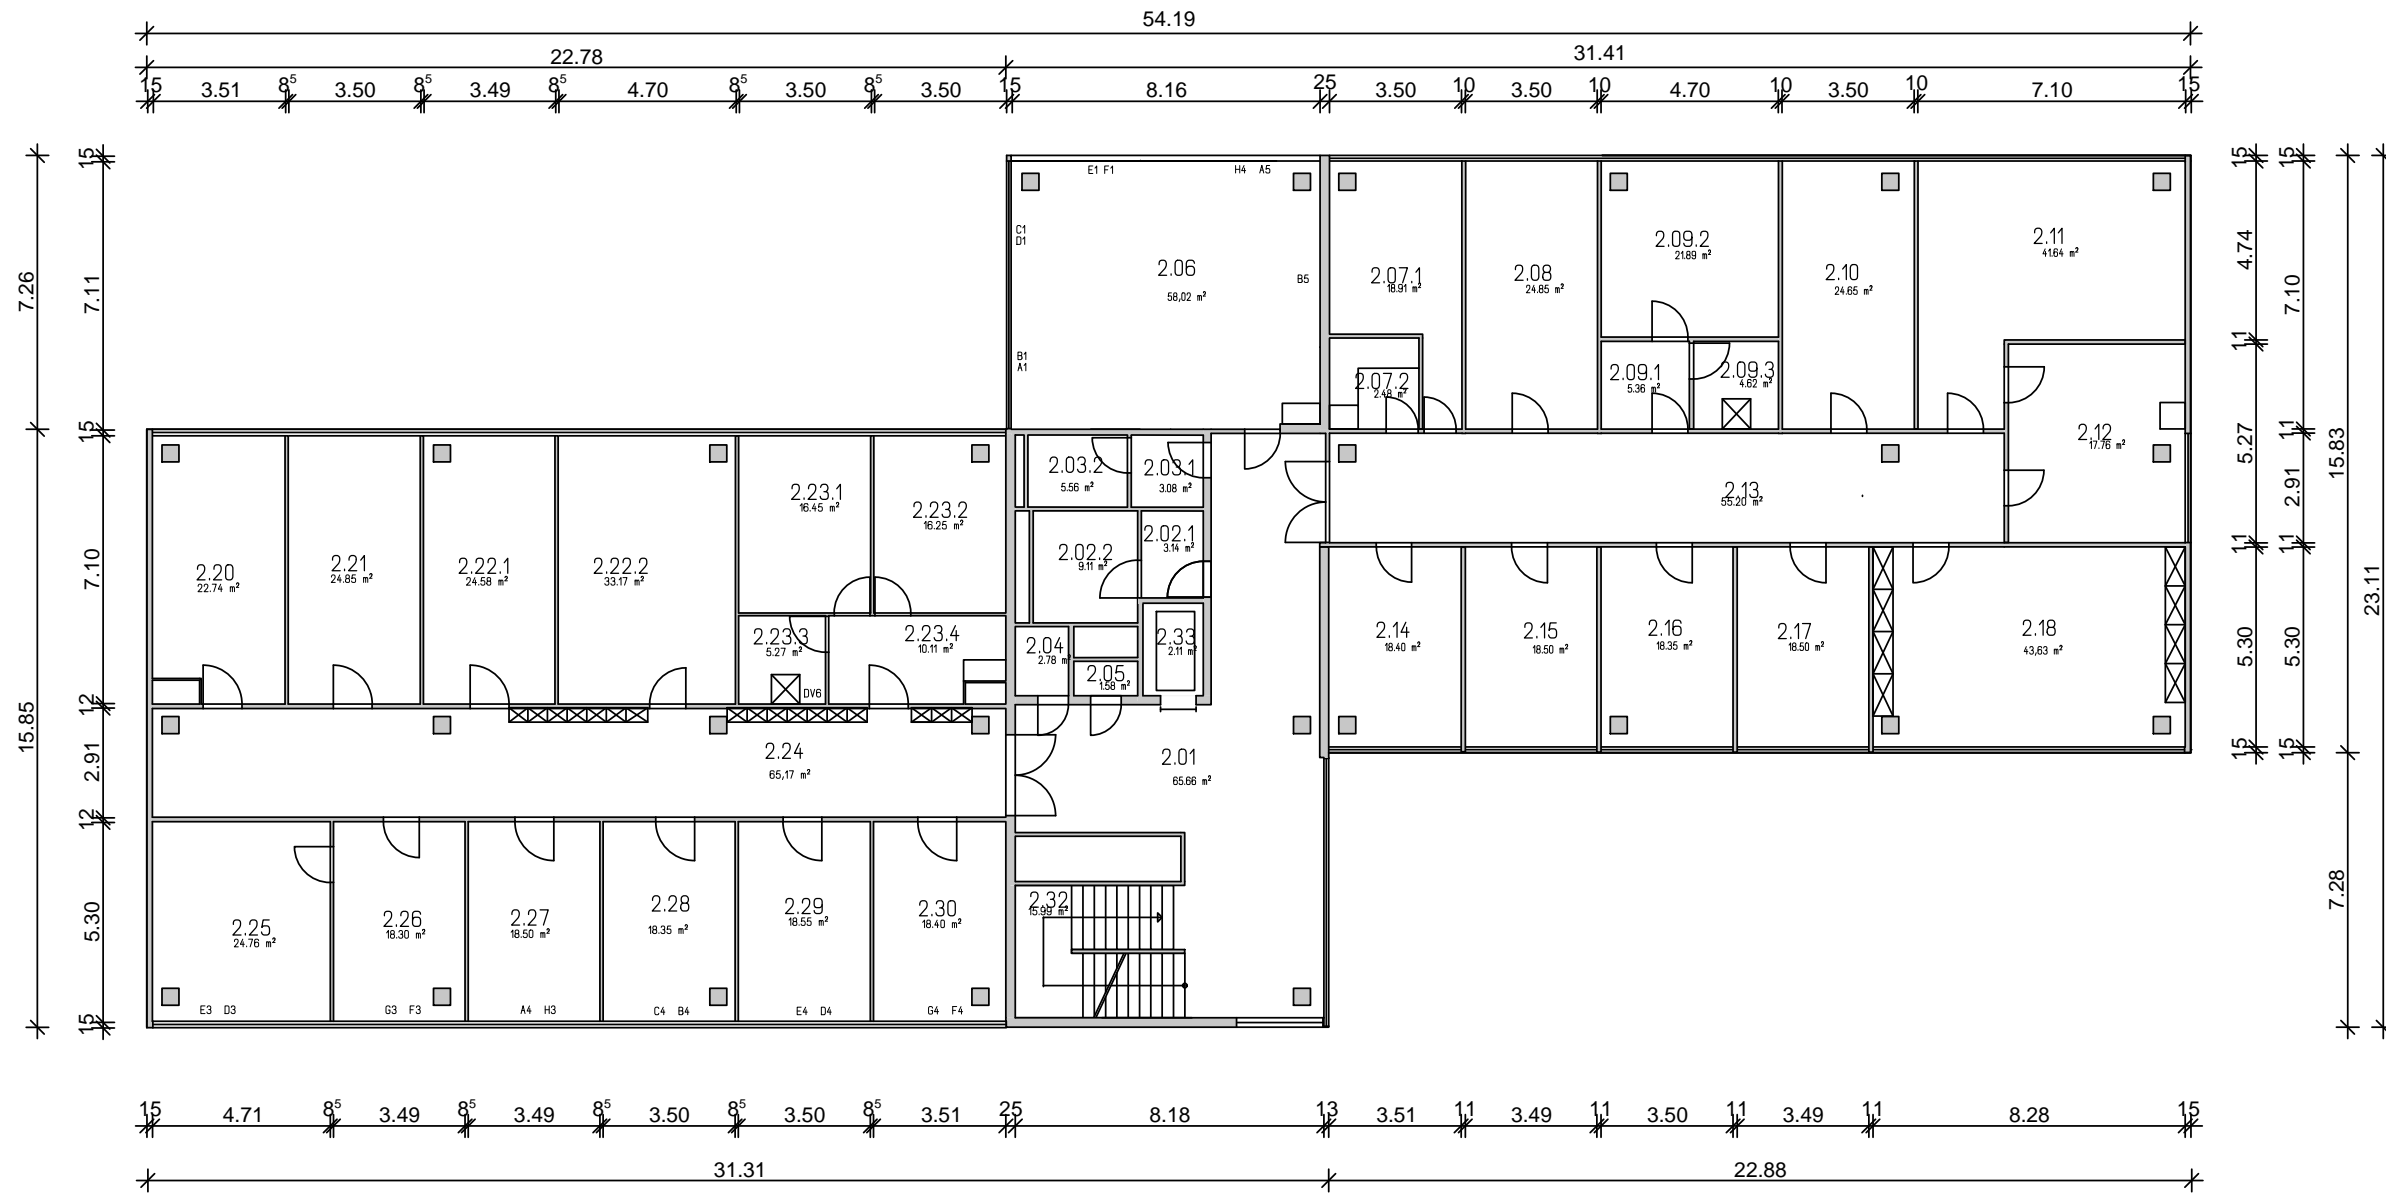 54.19
22.78 31.41
15 3.51 8⁵ 3.50 8⁵ 3.49 8⁵ 4.70 8⁵ 3.50 8⁵ 3.50 15 8.16 25 3.50 10 3.50 10 4.70 10 3.50 10 7.10 15
15 7.11 15 7.10 12 2.91 12 5.30 15
7.26 15.85
E1 F1 H4 A5
C1
D1
B5
B1
A1
2.06
58,02 m²
2.07.1
18.91 m²
2.08
24.85 m²
2.09.2
21.89 m²
2.10
24.65 m²
2.11
41.64 m²
2.07.2
2.48 m²
2.09.1
5.36 m²
2.09.3
4.62 m²
2.12
17.76 m²
2.13
55.20 m²
2.03.2
5.56 m²
2.03.1
3.08 m²
2.02.2
9.11 m²
2.02.1
3.14 m²
2.04
2.78 m²
2.05
1.58 m²
2.33
2.11 m²
2.20
22.74 m²
2.21
24.85 m²
2.22.1
24.58 m²
2.22.2
33.17 m²
2.23.1
16.45 m²
2.23.2
16.25 m²
2.23.3
5.27 m²
DV6
2.23.4
10.11 m²
2.14
18.40 m²
2.15
18.50 m²
2.16
18.35 m²
2.17
18.50 m²
2.18
43,63 m²
2.24
65,17 m²
2.01
65.66 m²
2.25
24.76 m²
2.26
18.30 m²
2.27
18.50 m²
2.28
18.35 m²
2.29
18.55 m²
2.30
18.40 m²
2.32
15.99 m²
E3 D3 G3 F3 A4 H3 C4 B4 E4 D4 G4 F4
15 4.74 11 5.27 11 5.30 15
15 7.10 11 2.91 11 5.30 15
15.83 7.28
23.11
15 4.71 8⁵ 3.49 8⁵ 3.49 8⁵ 3.50 8⁵ 3.50 8⁵ 3.51 25 8.18 13 3.51 11 3.49 11 3.50 11 3.49 11 8.28 15
31.31 22.88